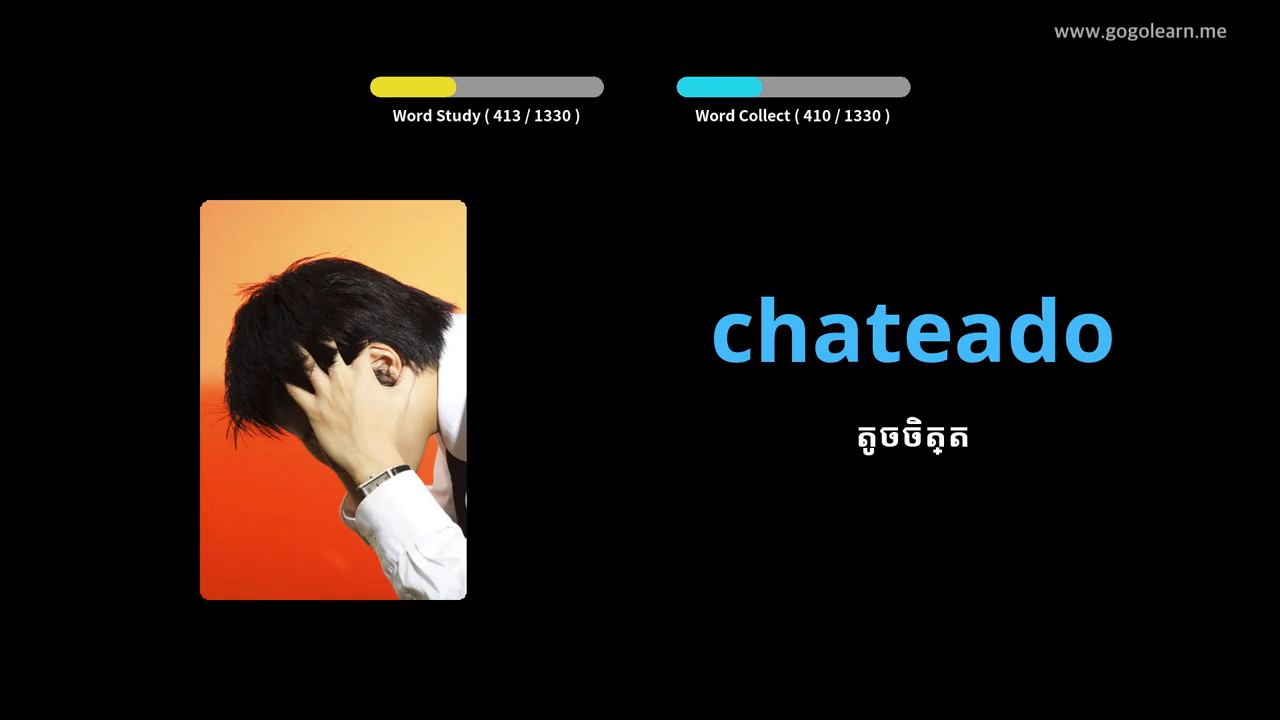 www.gogolearn.me
Word Study ( 413 / 1330 )
Word Collect ( 410 / 1330 )
chateado
តូចចិត្ត